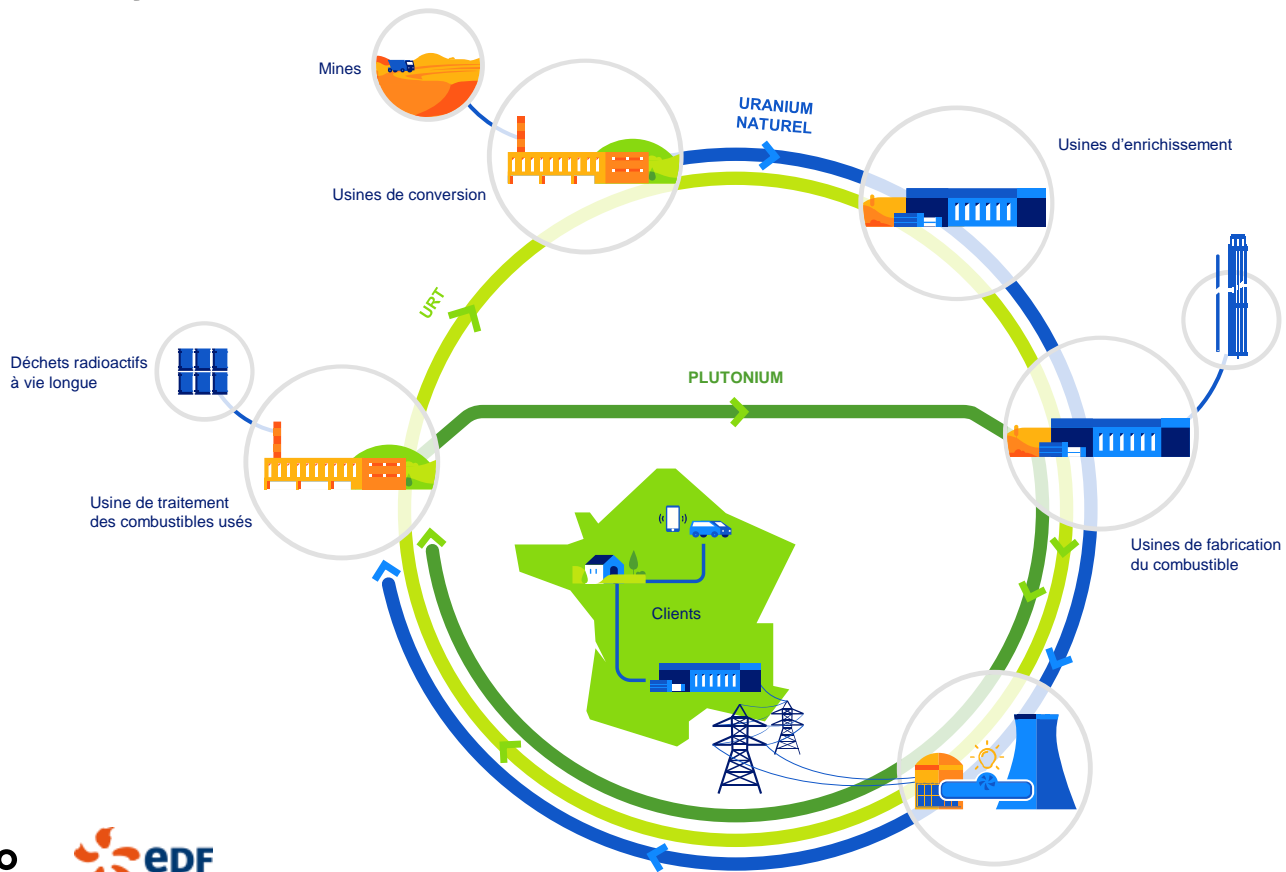 Mines
URANIUM
NATUREL
Usines d'enrichissement
Usines de conversion
URT
Déchets radioactifs
à vie longue
PLUTONIUM
Usine de traitement
des combustibles usés
Usines de fabrication
du combustible
Clients
edF